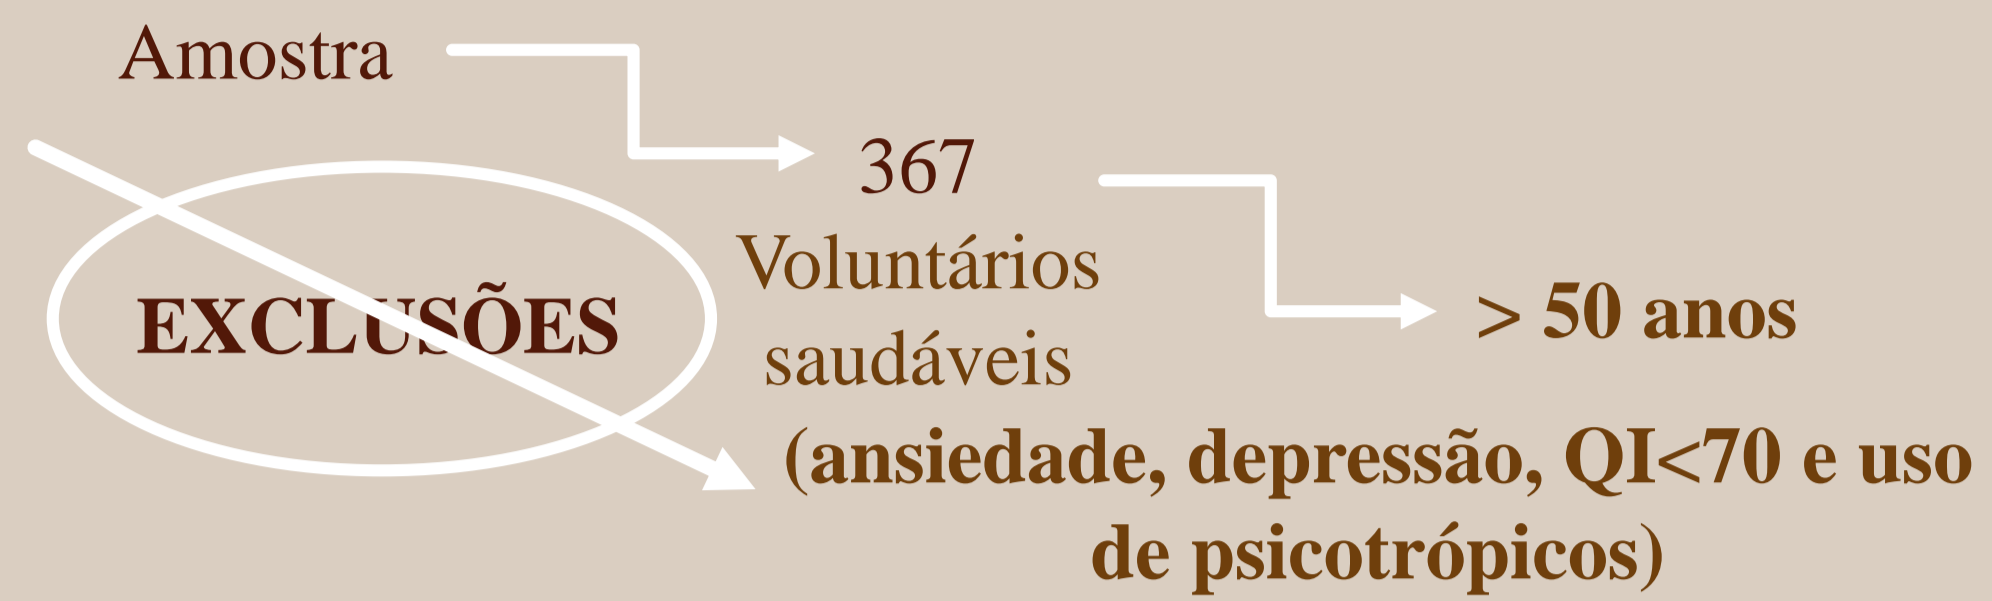 Amostra
367
Voluntários
saudáveis
> 50 anos
EXCLUSÕES
(ansiedade, depressão, QI<70 e uso
de psicotrópicos)